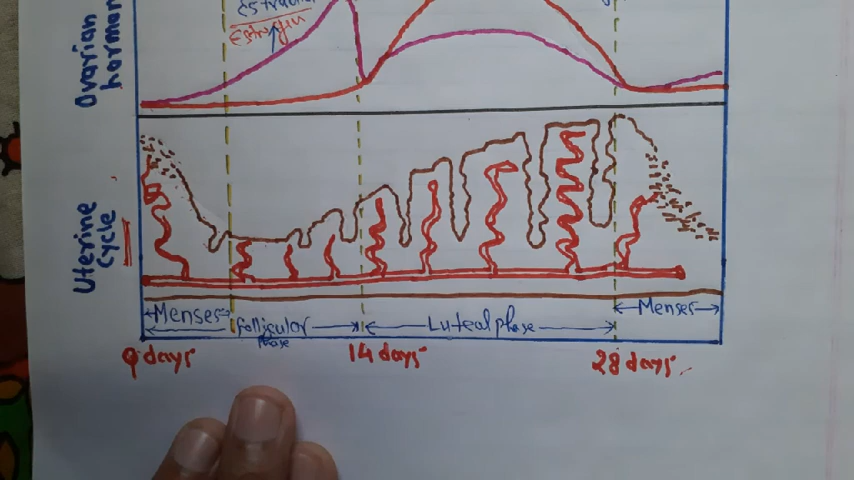 Ovarian
hormon
Estrogen
Uterine
Cycle
Menses
Follicular
Phase
Luteal phase
Menses
0 days
14 days
28 days